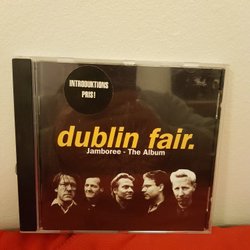 INTRODUKTIONS
PRIS!
dublin fair.
Jamboree - The Album